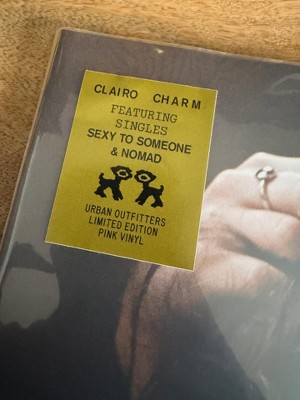 CLAIRO CHARM
FEATURING
SINGLES
SEXY TO SOMEONE
& NOMAD
URBAN OUTFITTERS
LIMITED EDITION
PINK VINYL